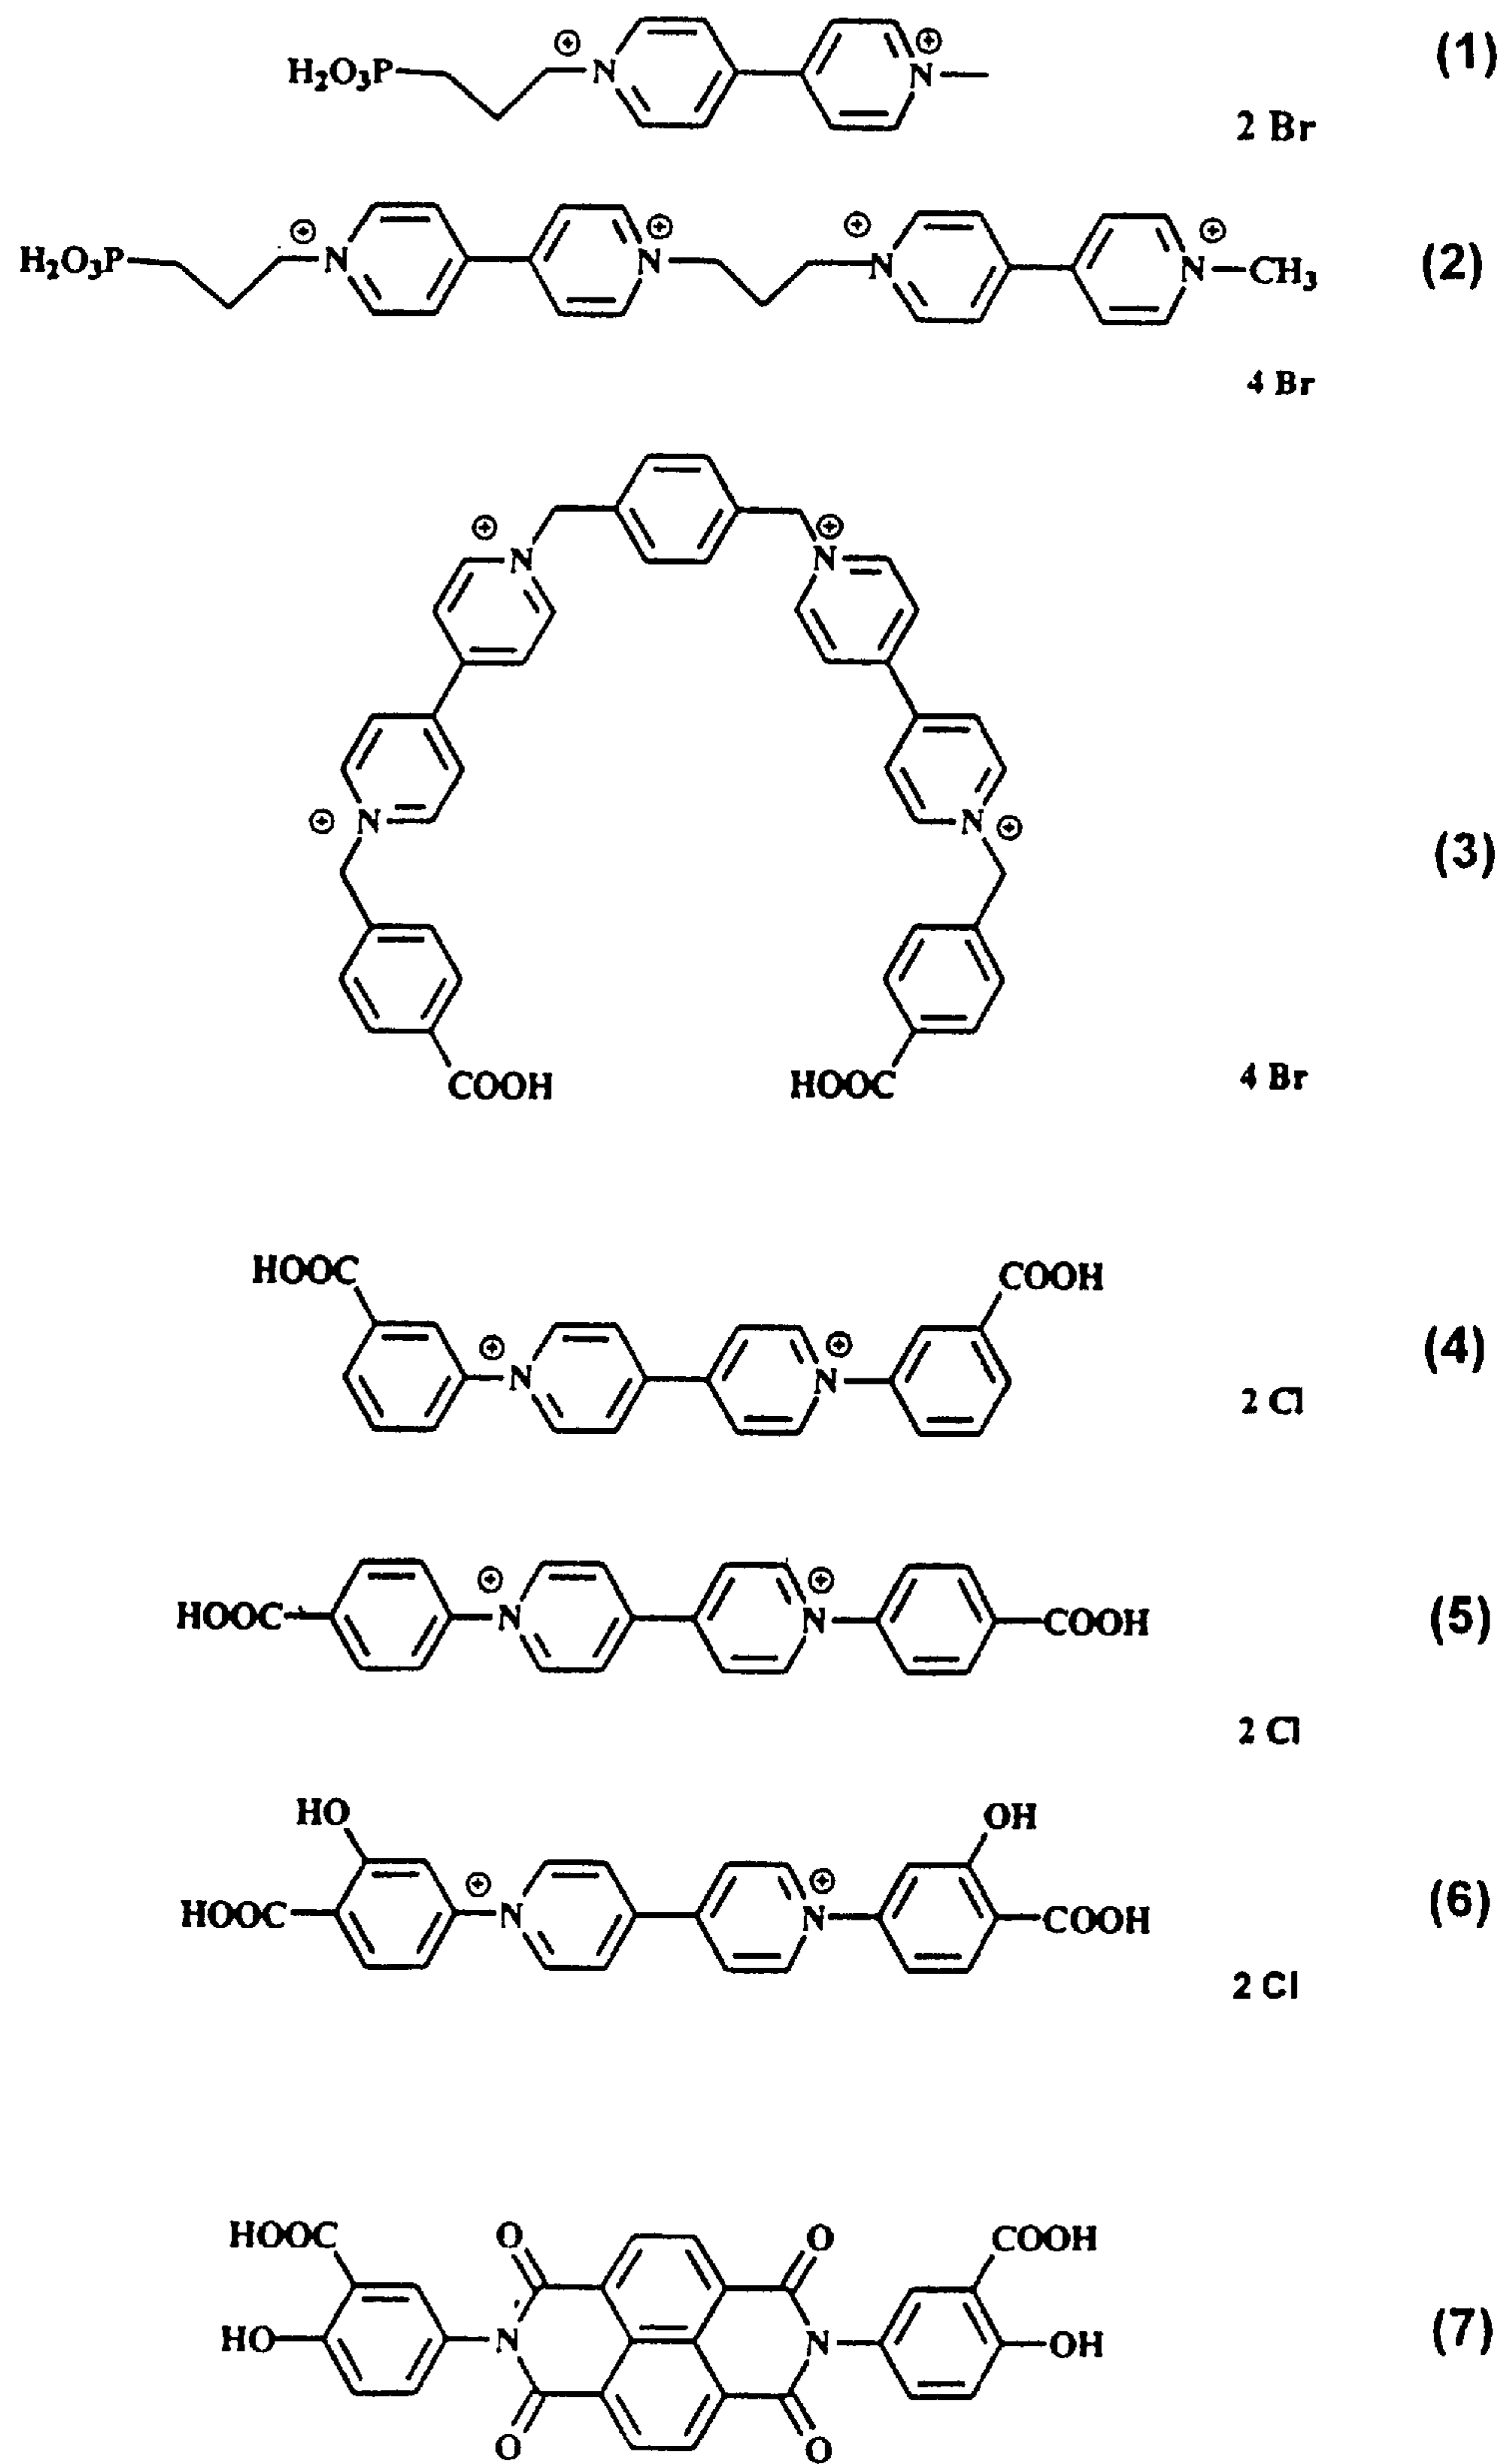 H₂O₃P ⊕ N N ⊕ (1)
2 Br
H₂O₃P ⊕ N N ⊕ ⊕ N N ⊕ CH₃ (2)
4 Br
⊕ N N ⊕
⊕ N N ⊕ (3)
COOH HOOC 4 Br
HOOC COOH
⊕ N N ⊕ (4)
2 Cl
HOOC ⊕ N N ⊕ COOH (5)
2 Cl
HO OH
HOOC ⊕ N N ⊕ COOH (6)
2 Cl
HOOC O O COOH
HO N N OH (7)
O O